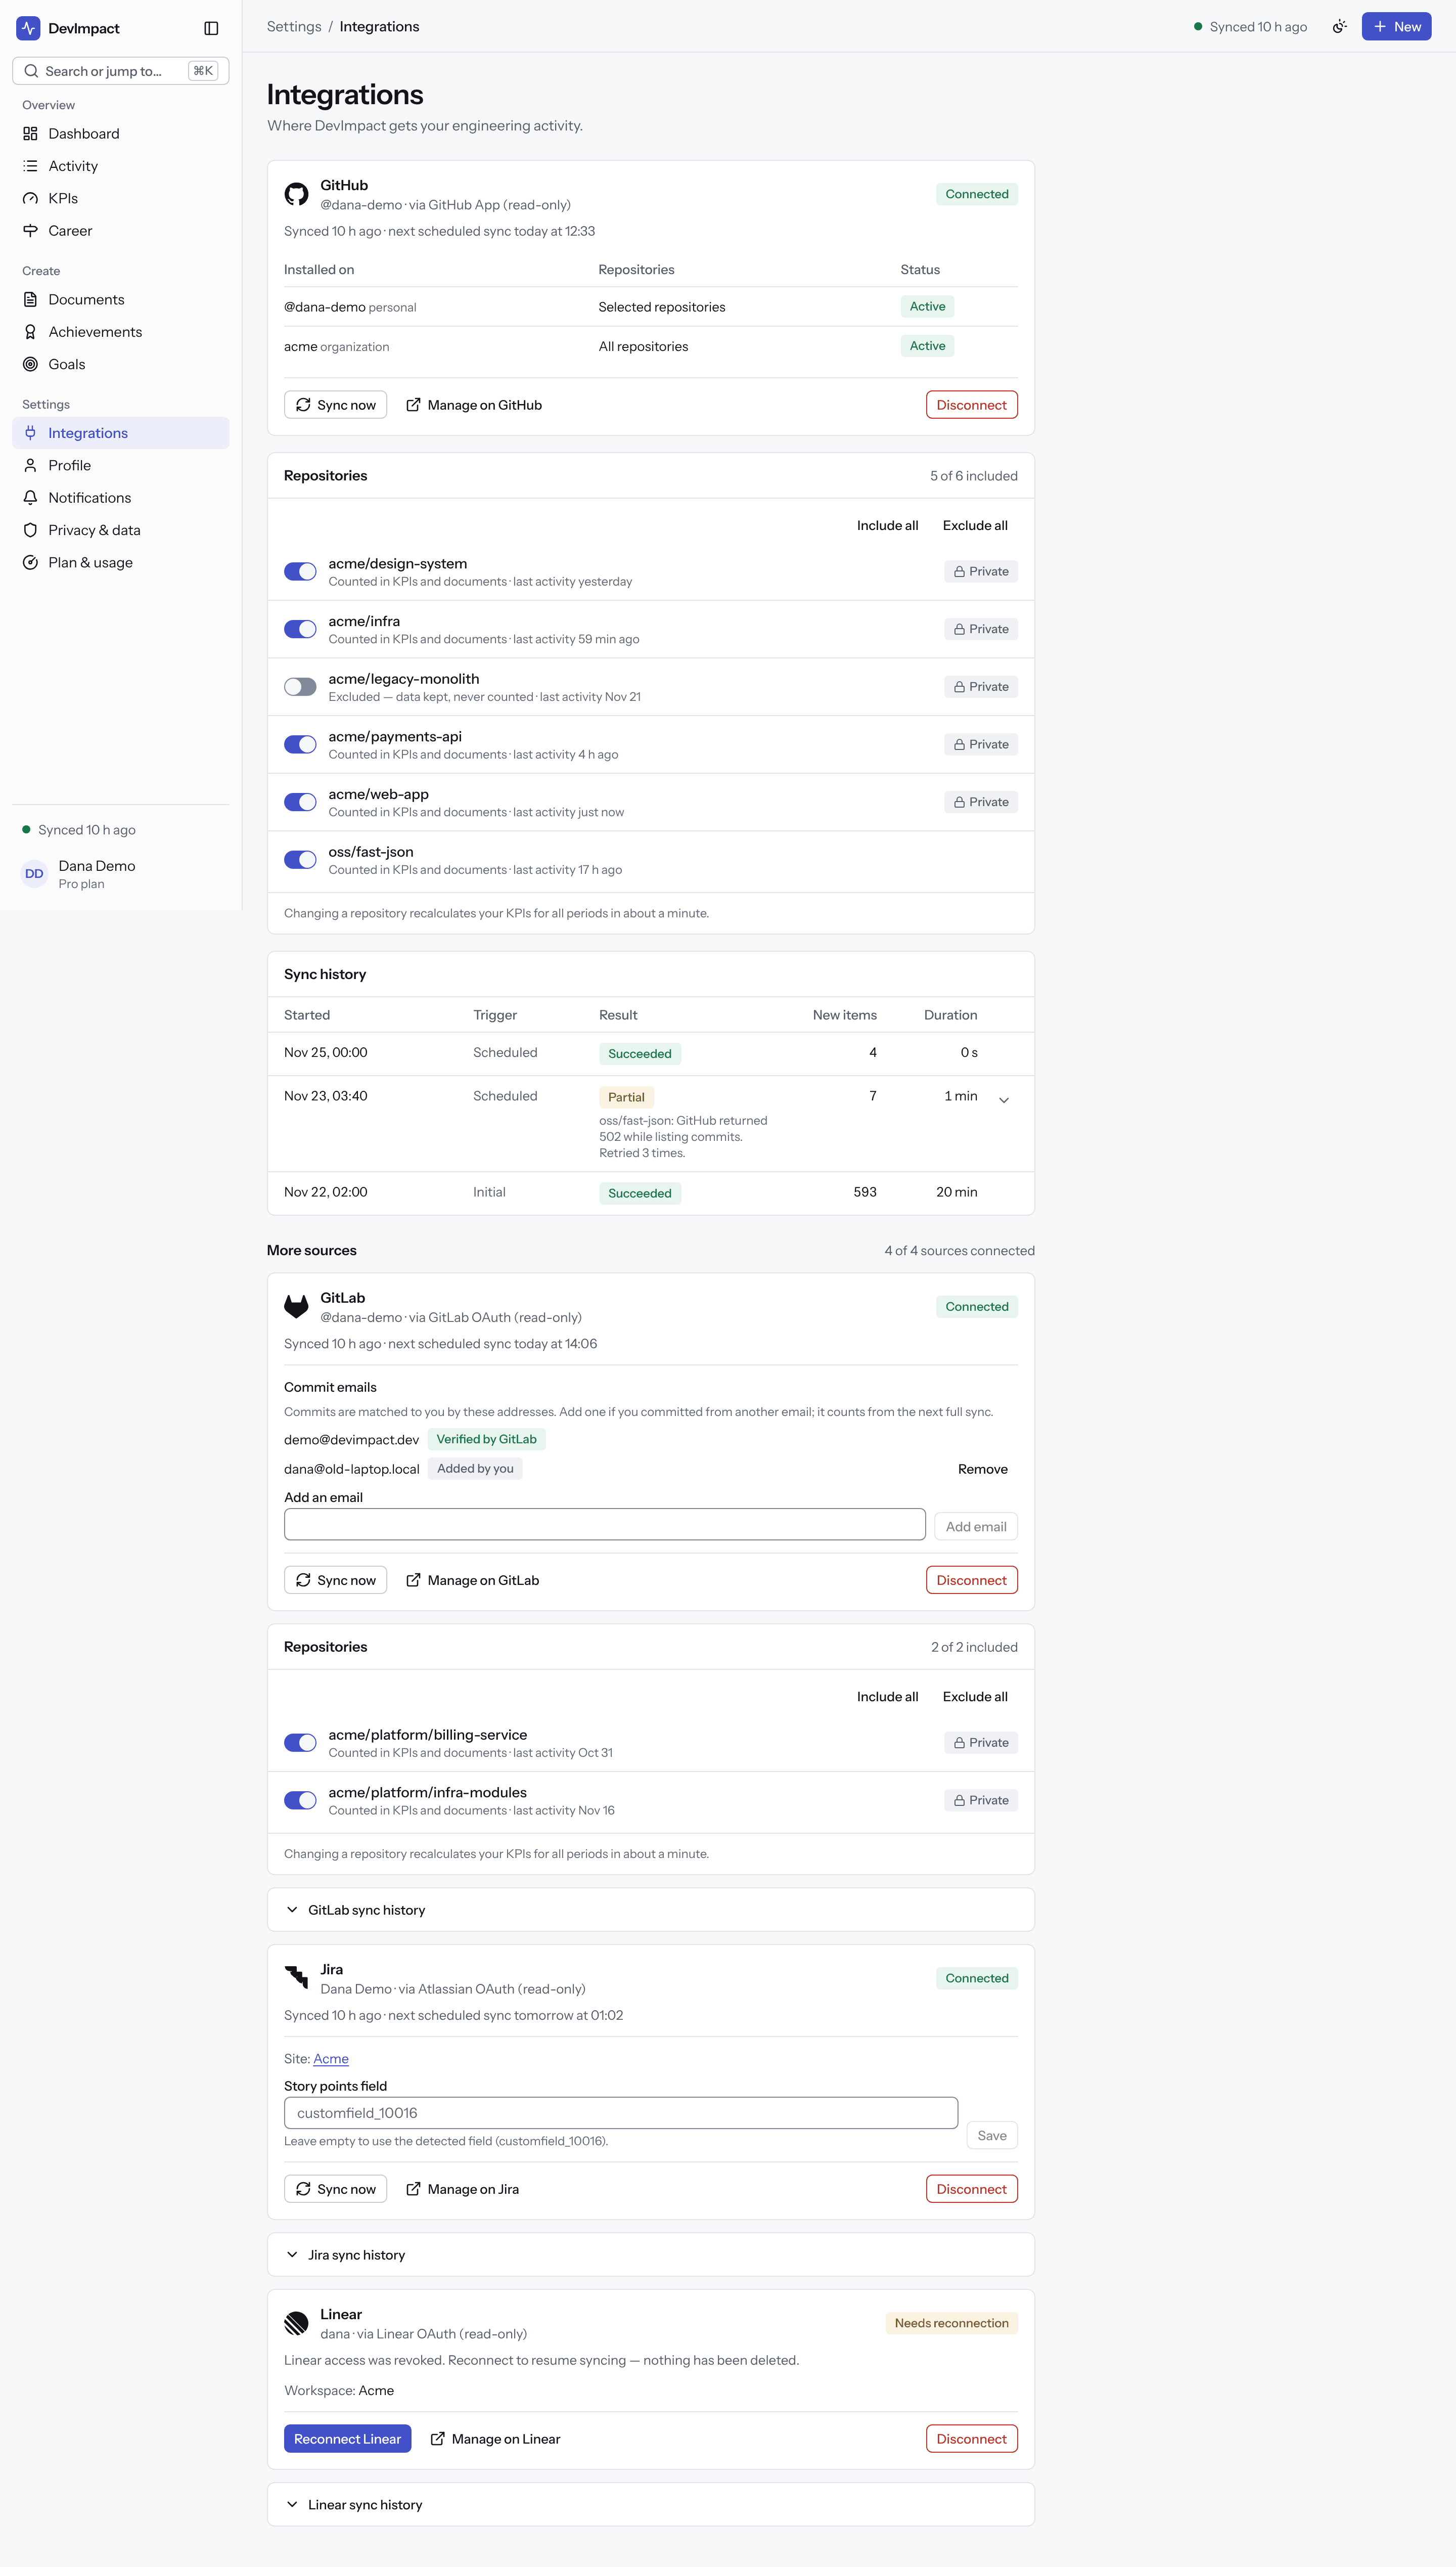 DevImpact
Search or jump to... ⌘K
Overview
Dashboard
Activity
KPIs
Career
Create
Documents
Achievements
Goals
Settings
Integrations
Profile
Notifications
Privacy & data
Plan & usage
Synced 10 h ago
DD Dana Demo
Pro plan
Settings / Integrations
Synced 10 h ago
New
Integrations
Where DevImpact gets your engineering activity.
GitHub
@dana-demo · via GitHub App (read-only)
Connected
Synced 10 h ago · next scheduled sync today at 12:33
Installed on Repositories Status
@dana-demo personal Selected repositories Active
acme organization All repositories Active
Sync now Manage on GitHub Disconnect
Repositories 5 of 6 included
Include all Exclude all
acme/design-system
Counted in KPIs and documents · last activity yesterday
Private
acme/infra
Counted in KPIs and documents · last activity 59 min ago
Private
acme/legacy-monolith
Excluded — data kept, never counted · last activity Nov 21
Private
acme/payments-api
Counted in KPIs and documents · last activity 4 h ago
Private
acme/web-app
Counted in KPIs and documents · last activity just now
Private
oss/fast-json
Counted in KPIs and documents · last activity 17 h ago
Changing a repository recalculates your KPIs for all periods in about a minute.
Sync history
Started Trigger Result New items Duration
Nov 25, 00:00 Scheduled Succeeded 4 0 s
Nov 23, 03:40 Scheduled Partial 7 1 min
oss/fast-json: GitHub returned
502 while listing commits.
Retried 3 times.
Nov 22, 02:00 Initial Succeeded 593 20 min
More sources 4 of 4 sources connected
GitLab
@dana-demo · via GitLab OAuth (read-only)
Connected
Synced 10 h ago · next scheduled sync today at 14:06
Commit emails
Commits are matched to you by these addresses. Add one if you committed from another email; it counts from the next full sync.
demo@devimpact.dev Verified by GitLab
dana@old-laptop.local Added by you Remove
Add an email
Add email
Sync now Manage on GitLab Disconnect
Repositories 2 of 2 included
Include all Exclude all
acme/platform/billing-service
Counted in KPIs and documents · last activity Oct 31
Private
acme/platform/infra-modules
Counted in KPIs and documents · last activity Nov 16
Private
Changing a repository recalculates your KPIs for all periods in about a minute.
GitLab sync history
Jira
Dana Demo · via Atlassian OAuth (read-only)
Connected
Synced 10 h ago · next scheduled sync tomorrow at 01:02
Site: Acme
Story points field
customfield_10016
Leave empty to use the detected field (customfield_10016).
Save
Sync now Manage on Jira Disconnect
Jira sync history
Linear
dana · via Linear OAuth (read-only)
Needs reconnection
Linear access was revoked. Reconnect to resume syncing — nothing has been deleted.
Workspace: Acme
Reconnect Linear Manage on Linear Disconnect
Linear sync history